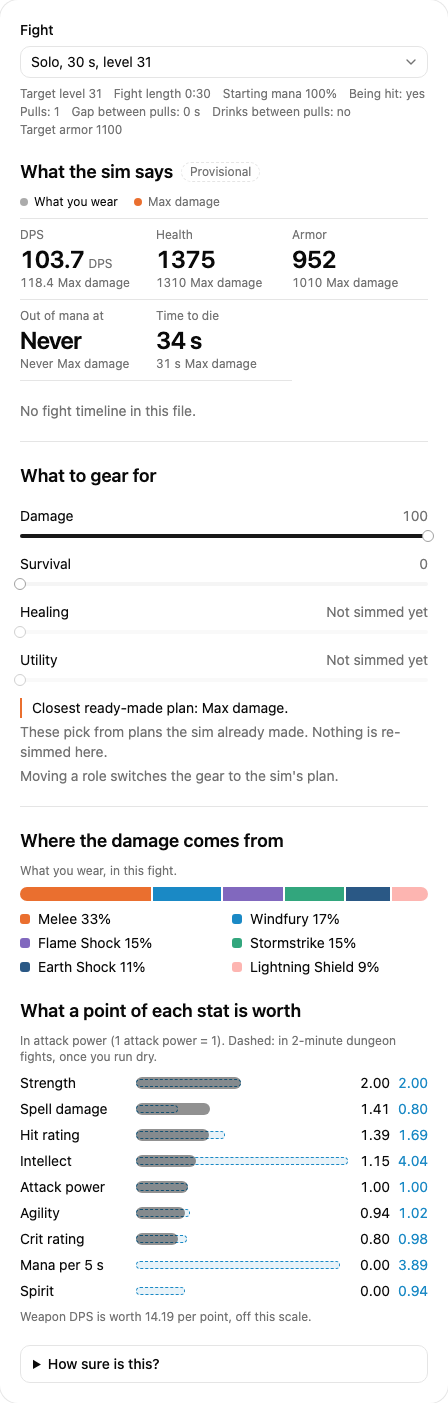 Fight
Solo, 30 s, level 31
Target level 31 Fight length 0:30 Starting mana 100% Being hit: yes
Pulls: 1 Gap between pulls: 0 s Drinks between pulls: no
Target armor 1100
What the sim says Provisional
What you wear Max damage
DPS Health Armor
103.7 DPS 1375 952
118.4 Max damage 1310 Max damage 1010 Max damage
Out of mana at Time to die
Never 34 s
Never Max damage 31 s Max damage
No fight timeline in this file.
What to gear for
Damage 100
Survival 0
Healing Not simmed yet
Utility Not simmed yet
Closest ready-made plan: Max damage.
These pick from plans the sim already made. Nothing is re-
simmed here.
Moving a role switches the gear to the sim's plan.
Where the damage comes from
What you wear, in this fight.
Melee 33% Windfury 17%
Flame Shock 15% Stormstrike 15%
Earth Shock 11% Lightning Shield 9%
What a point of each stat is worth
In attack power (1 attack power = 1). Dashed: in 2-minute dungeon
fights, once you run dry.
Strength 2.00 2.00
Spell damage 1.41 0.80
Hit rating 1.39 1.69
Intellect 1.15 4.04
Attack power 1.00 1.00
Agility 0.94 1.02
Crit rating 0.80 0.98
Mana per 5 s 0.00 3.89
Spirit 0.00 0.94
Weapon DPS is worth 14.19 per point, off this scale.
How sure is this?